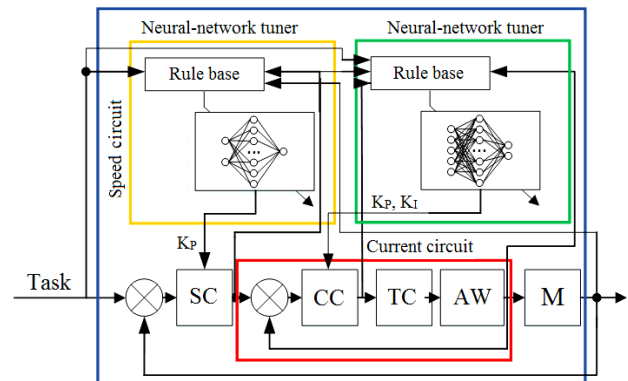 Neural-network tuner
Neural-network tuner
Rule base
Rule base
Speed circuit
...
...
KP
KP, KI
Current circuit
Task
SC
CC
TC
AW
M